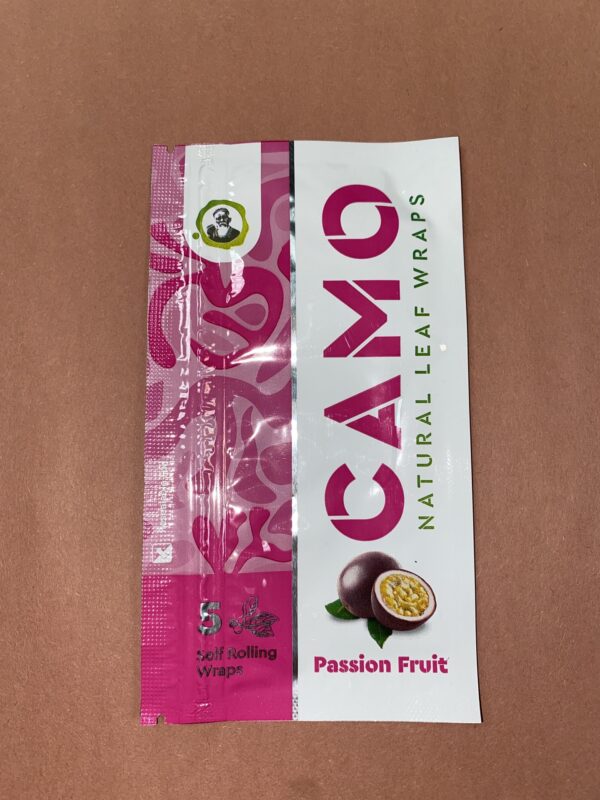 CAMO
NATURAL LEAF WRAPS
5
Self Rolling
Wraps
Passion Fruit